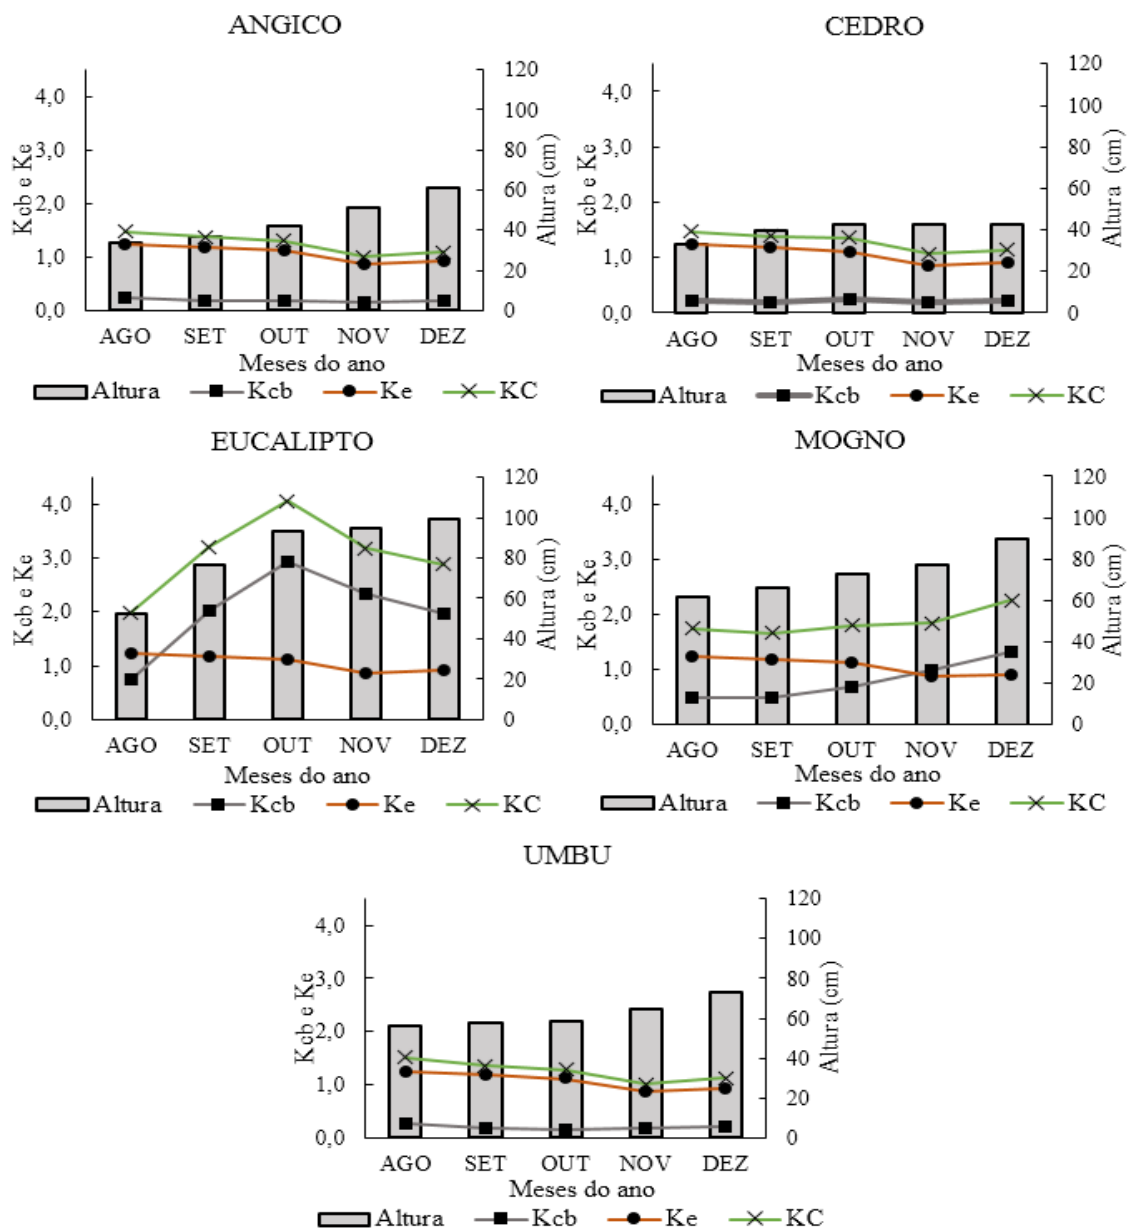 ANGICO
4,0
3,0
2,0
1,0
0,0
Kcb e Ke
120
100
80
60
40
20
0
Altura (cm)
AGO SET OUT NOV DEZ
Meses do ano
Altura Kcb Ke KC
CEDRO
4,0
3,0
2,0
1,0
0,0
Kcb e Ke
120
100
80
60
40
20
0
Altura (cm)
AGO SET OUT NOV DEZ
Meses do ano
Altura Kcb Ke KC
EUCALIPTO
4,0
3,0
2,0
1,0
0,0
Kcb e Ke
120
100
80
60
40
20
0
Altura (cm)
AGO SET OUT NOV DEZ
Meses do ano
Altura Kcb Ke KC
MOGNO
4,0
3,0
2,0
1,0
0,0
Kcb e Ke
120
100
80
60
40
20
0
Altura (cm)
AGO SET OUT NOV DEZ
Meses do ano
Altura Kcb Ke KC
UMBU
4,0
3,0
2,0
1,0
0,0
Kcb e Ke
120
100
80
60
40
20
0
Altura (cm)
AGO SET OUT NOV DEZ
Meses do ano
Altura Kcb Ke KC